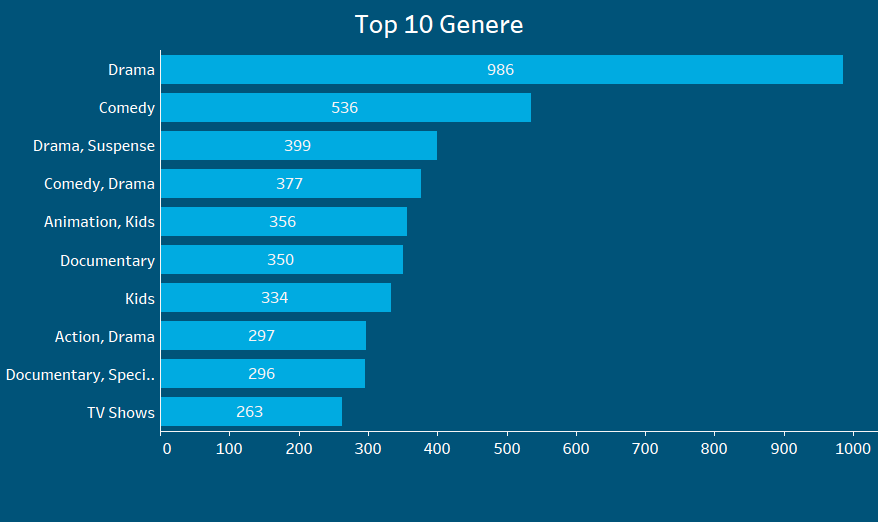 Top 10 Genere
Drama 986
Comedy 536
Drama, Suspense 399
Comedy, Drama 377
Animation, Kids 356
Documentary 350
Kids 334
Action, Drama 297
Documentary, Speci.. 296
TV Shows 263
0 100 200 300 400 500 600 700 800 900 1000